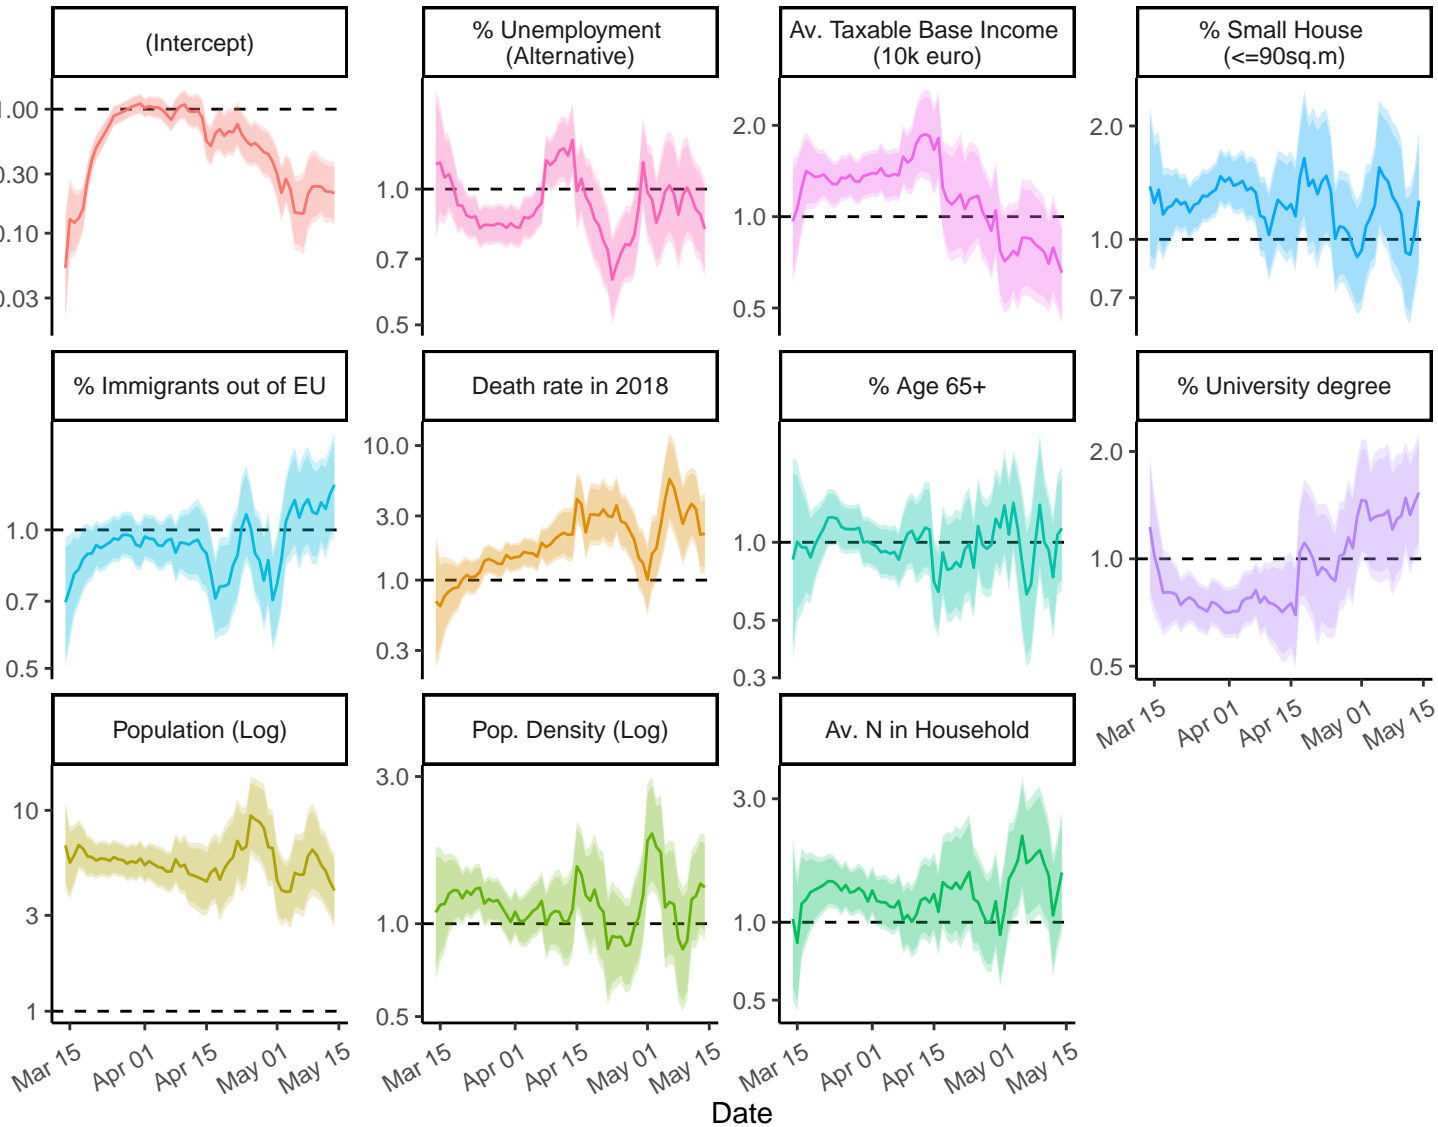 (Intercept)
% Unemployment
(Alternative)
Av. Taxable Base Income
(10k euro)
% Small House
(<=90sq.m)
1.00
0.30
0.10
0.03
1.0
0.7
0.5
2.0
1.0
0.5
2.0
1.0
0.7
% Immigrants out of EU
Death rate in 2018
% Age 65+
% University degree
1.0
0.7
0.5
10.0
3.0
1.0
0.3
1.0
0.5
0.3
2.0
1.0
0.5
Mar 15
Apr 01
Apr 15
May 01
May 15
Population (Log)
Pop. Density (Log)
Av. N in Household
10
3
1
3.0
1.0
0.5
3.0
1.0
0.5
Mar 15
Apr 01
Apr 15
May 01
May 15
Mar 15
Apr 01
Apr 15
May 01
May 15
Mar 15
Apr 01
Apr 15
May 01
May 15
Date